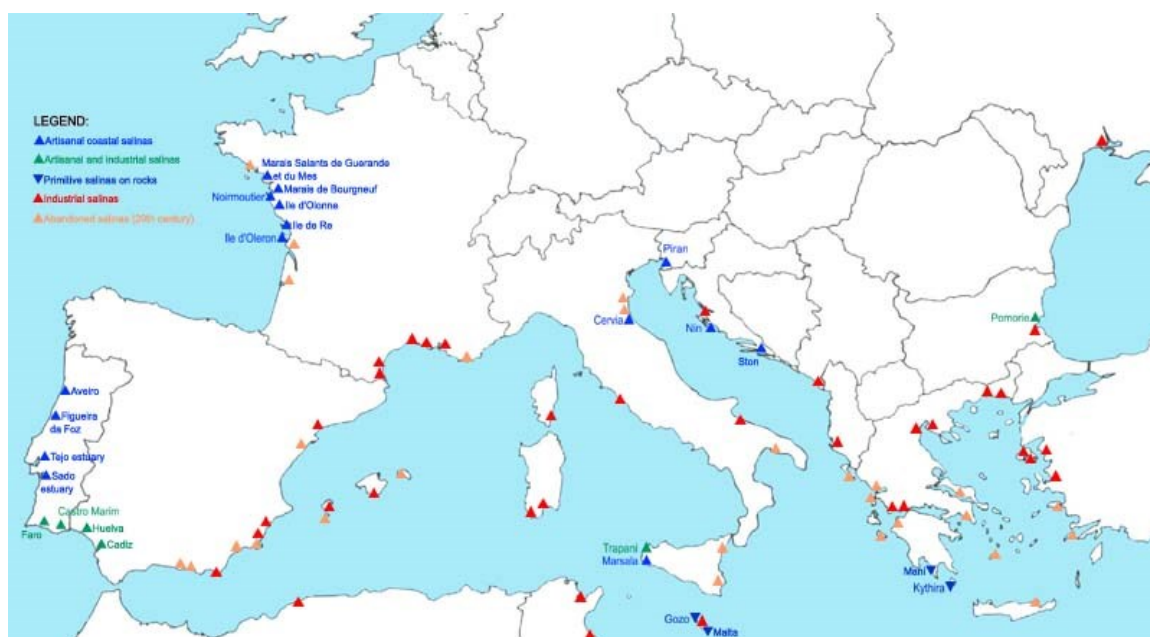 LEGEND:
Artisanal coastal salinas
Artisanal and industrial salinas
Primitive salinas on rocks
Industrial salinas
Abandoned salinas (20th century)
Marais Salants de Guerande
et du Mes
Marais de Bourgneuf
Noirmoutier
Ile d'Olonne
Ile de Re
Ile d'Oleron
Piran
Cervia
Nin
Ston
Pomorie
Aveiro
Figueira
da Foz
Tejo estuary
Sado
estuary
Castro Marim
Faro
Huelva
Cadiz
Trapani
Marsala
Mani
Kythira
Gozo
Malta